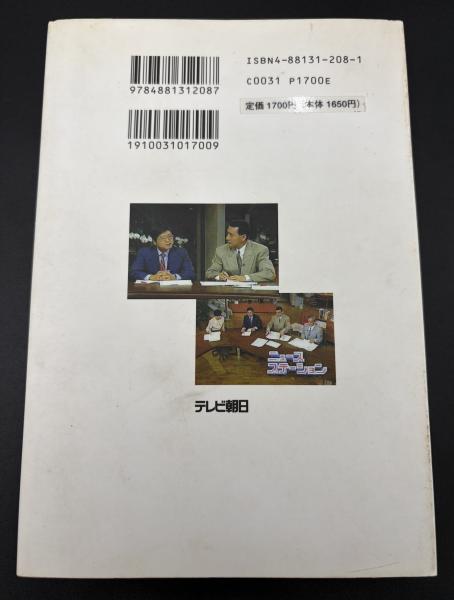 ISBN4-88131-208-1
C0031 P1700E
9784881312087
定価 1700円(本体 1650円)
1910031017009
ニュース
ステーション
テレビ朝日